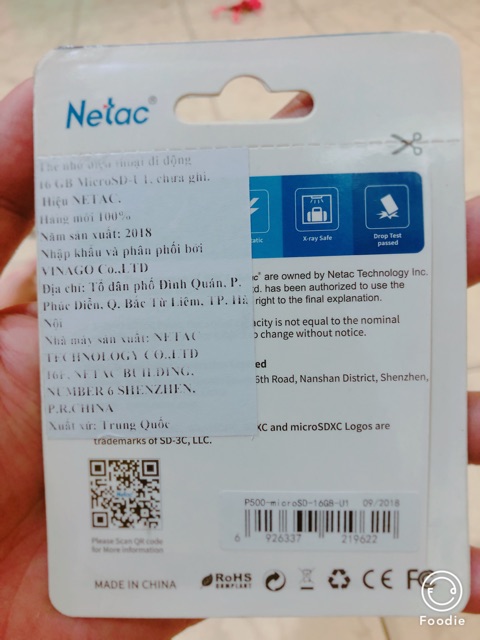 Netac®
Thẻ nhớ điện thoại di động
16 GB MicroSD-U1, chưa ghi.
Hiệu NETAC.
Hàng mới 100%
Năm sản xuất: 2018
Nhập khẩu và phân phối bởi
VINAGO Co.,LTD
Địa chỉ: Tổ dân phố Đình Quán, P.
Phúc Diễn, Q. Bắc Từ Liêm, TP. Hà
Nội
Nhà máy sản xuất: NETAC
TECHNOLOGY CO.,LTD
16F, NETAC BUILDING,
NUMBER 6 SHENZHEN,
P.R.CHINA
Xuất xứ: Trung Quốc
X-ray Safe
Drop Test
passed
are owned by Netac Technology Inc.
has been authorized to use the
right to the final explanation.
is not equal to the nominal
change without notice.
Road, Nanshan District, Shenzhen,
and microSDXC Logos are
trademarks of SD-3C, LLC.
Please Scan QR code
for More Information
P500-microSD-16GB-U1 09/2018
6 926337 219622
MADE IN CHINA
RoHS
COMPLIANT
CE
FC
Foodie